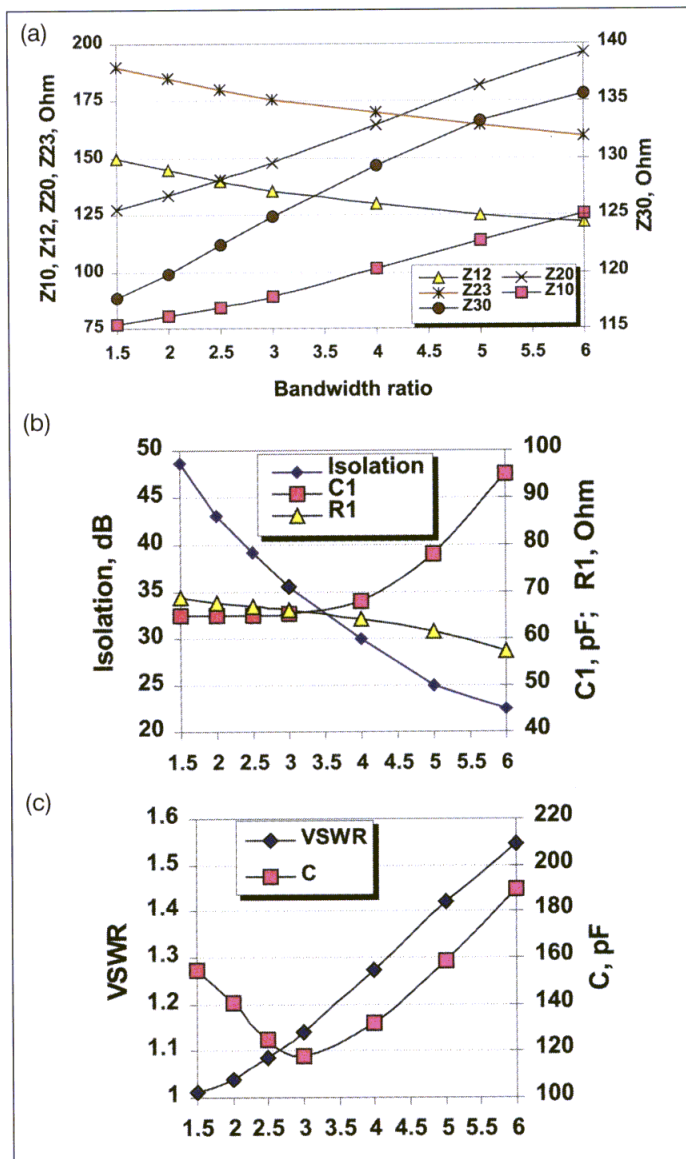 (a)
Z10, Z12, Z20, Z23, Ohm
200
175
150
125
100
75
140
135
130
125
120
115
Z30, Ohm
Z12
Z20
Z23
Z10
Z30
1.5 2 2.5 3 3.5 4 4.5 5 5.5 6
Bandwidth ratio
(b)
Isolation, dB
50
45
40
35
30
25
20
Isolation
C1
R1
100
90
80
70
60
50
40
C1, pF; R1, Ohm
1.5 2 2.5 3 3.5 4 4.5 5 5.5 6
(c)
VSWR
1.6
1.5
1.4
1.3
1.2
1.1
1
VSWR
C
220
200
180
160
140
120
100
C, pF
1.5 2 2.5 3 3.5 4 4.5 5 5.5 6